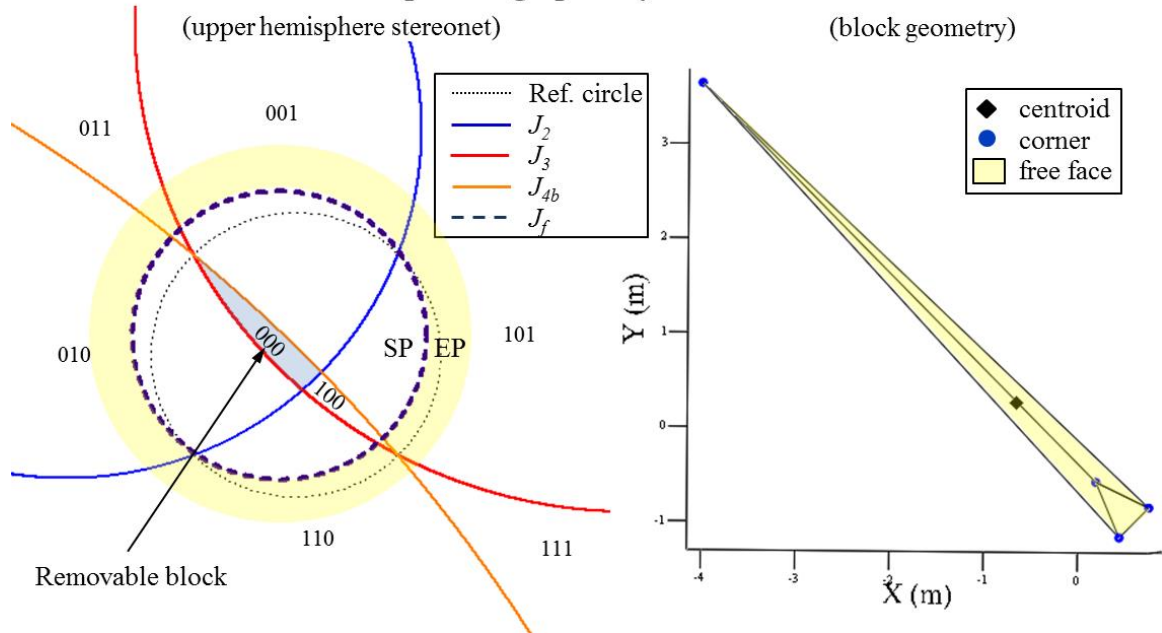 (upper hemisphere stereonet)
(block geometry)
Ref. circle
J2
J3
J4b
Jf
001
011
010
000
100
SP
EP
101
110
111
Removable block
centroid
corner
free face
Y (m)
3
2
1
0
-1
-4
-3
-2
-1
0
X (m)